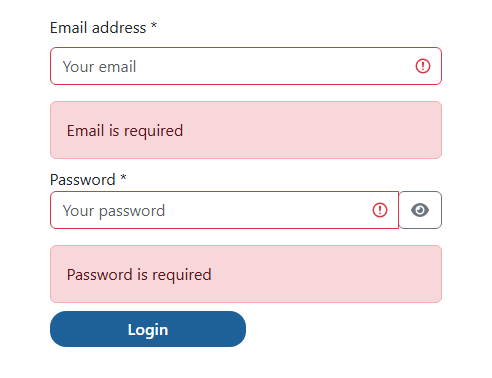 Email address *
Your email
Email is required
Password *
Your password
Password is required
Login